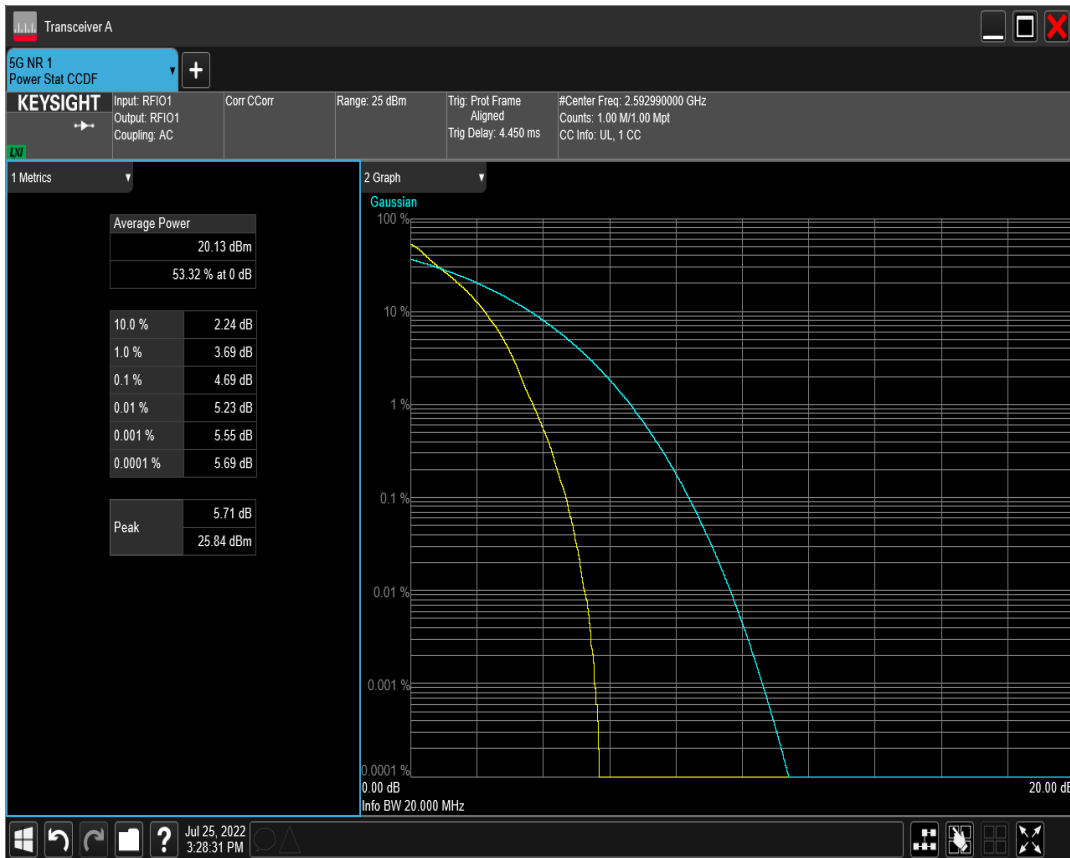 Transceiver A
5G NR 1
Power Stat CCDF
KEYSIGHT
LXI
Input: RFIO1
Output: RFIO1
Coupling: AC
Corr CCorr
Range: 25 dBm
Trig: Prot Frame
Aligned
Trig Delay: 4.450 ms
#Center Freq: 2.592990000 GHz
Counts: 1.00 M/1.00 Mpt
CC Info: UL, 1 CC
1 Metrics
Average Power
20.13 dBm
53.32 % at 0 dB
10.0 % 2.24 dB
1.0 % 3.69 dB
0.1 % 4.69 dB
0.01 % 5.23 dB
0.001 % 5.55 dB
0.0001 % 5.69 dB
Peak 5.71 dB
25.84 dBm
2 Graph
Gaussian
100 %
10 %
1 %
0.1 %
0.01 %
0.001 %
0.0001 %
0.00 dB 20.00 dB
Info BW 20.000 MHz
Jul 25, 2022
3:28:31 PM